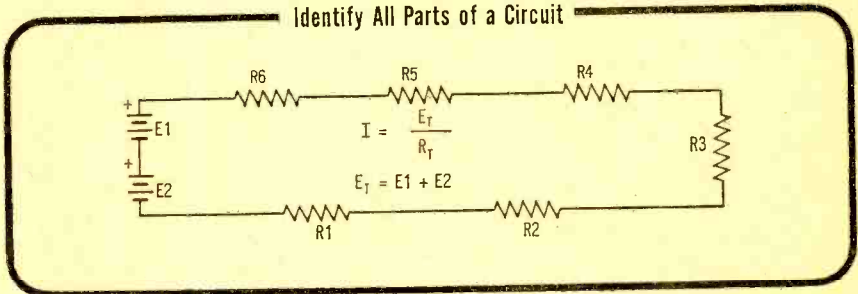 Identify All Parts of a Circuit
R6 R5 R4
+
E1
I = E_T / R_T
R3
+
E2
E_T = E1 + E2
R1 R2